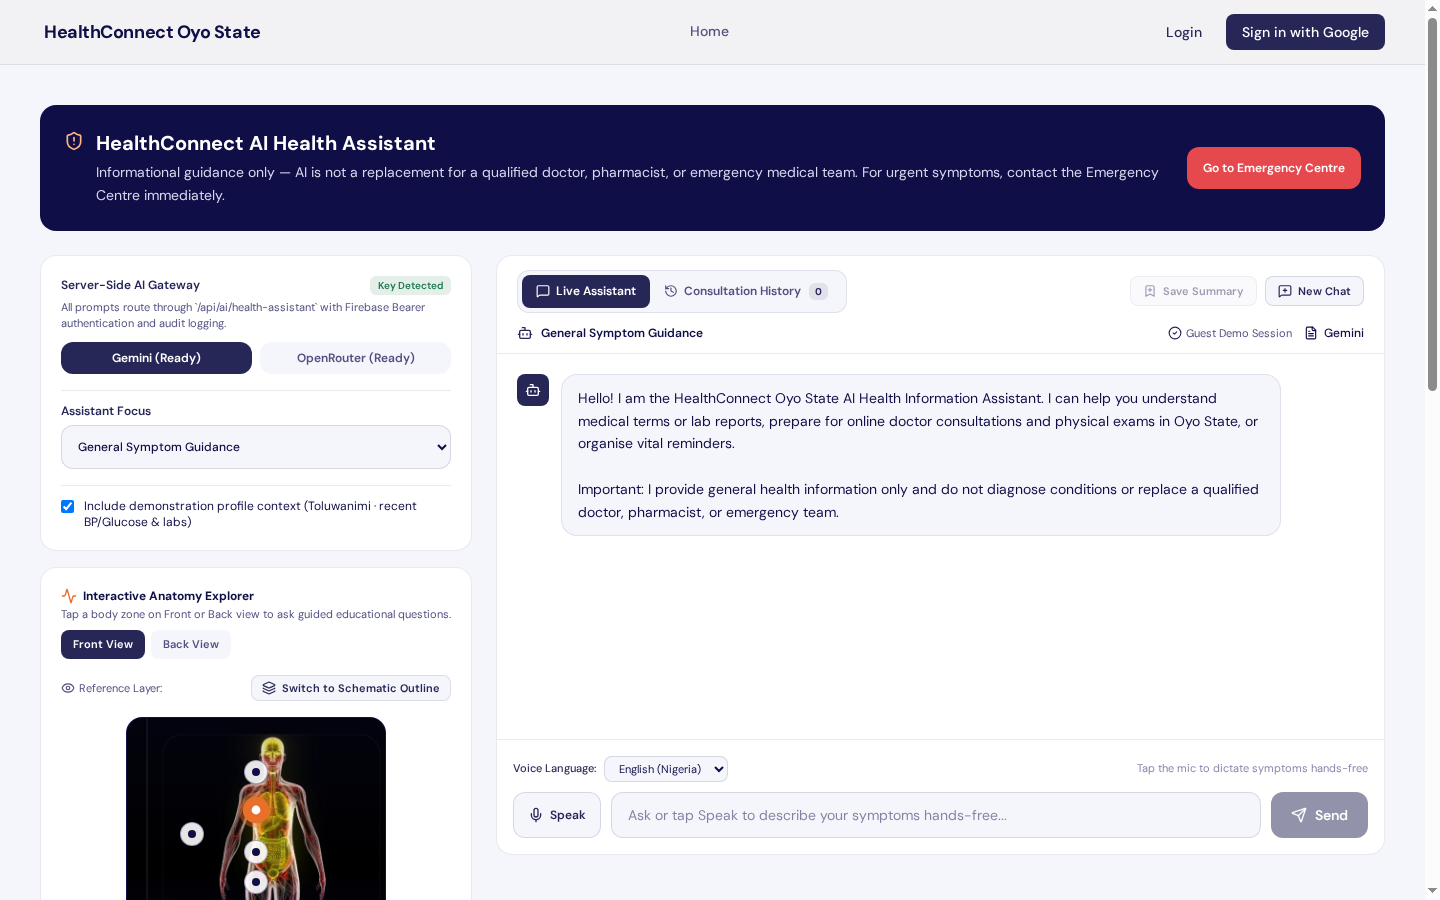 HealthConnect Oyo State
Home
Login
Sign in with Google
HealthConnect AI Health Assistant
Informational guidance only — AI is not a replacement for a qualified doctor, pharmacist, or emergency medical team. For urgent symptoms, contact the Emergency
Centre immediately.
Go to Emergency Centre
Server-Side AI Gateway
Key Detected
All prompts route through `/api/ai/health-assistant` with Firebase Bearer
authentication and audit logging.
Gemini (Ready)
OpenRouter (Ready)
Assistant Focus
General Symptom Guidance
Include demonstration profile context (Toluwanimi · recent
BP/Glucose & labs)
Interactive Anatomy Explorer
Tap a body zone on Front or Back view to ask guided educational questions.
Front View
Back View
Reference Layer:
Switch to Schematic Outline
Live Assistant
Consultation History 0
Save Summary
New Chat
General Symptom Guidance
Guest Demo Session
Gemini
Hello! I am the HealthConnect Oyo State AI Health Information Assistant. I can help you understand
medical terms or lab reports, prepare for online doctor consultations and physical exams in Oyo State, or
organise vital reminders.
Important: I provide general health information only and do not diagnose conditions or replace a qualified
doctor, pharmacist, or emergency team.
Voice Language:
English (Nigeria)
Tap the mic to dictate symptoms hands-free
Speak
Ask or tap Speak to describe your symptoms hands-free...
Send